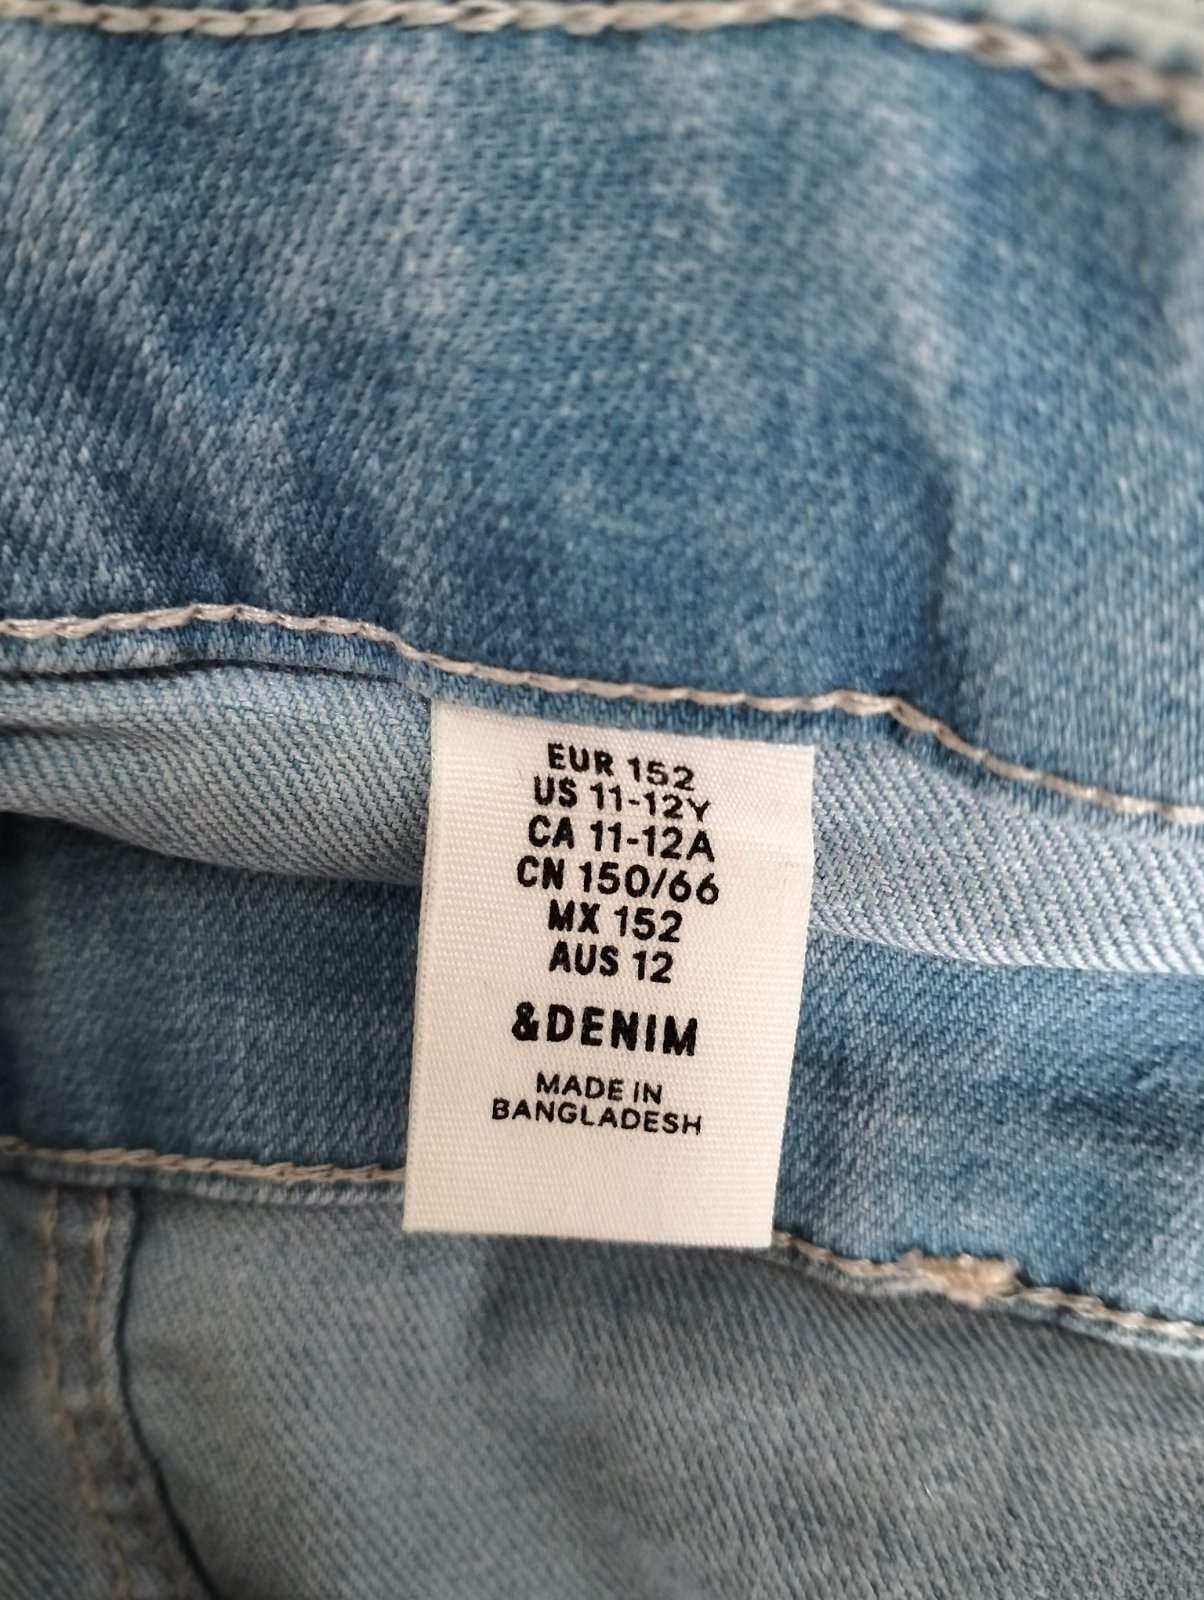 EUR 152
US 11-12Y
CA 11-12A
CN 150/66
MX 152
AUS 12
&DENIM
MADE IN
BANGLADESH